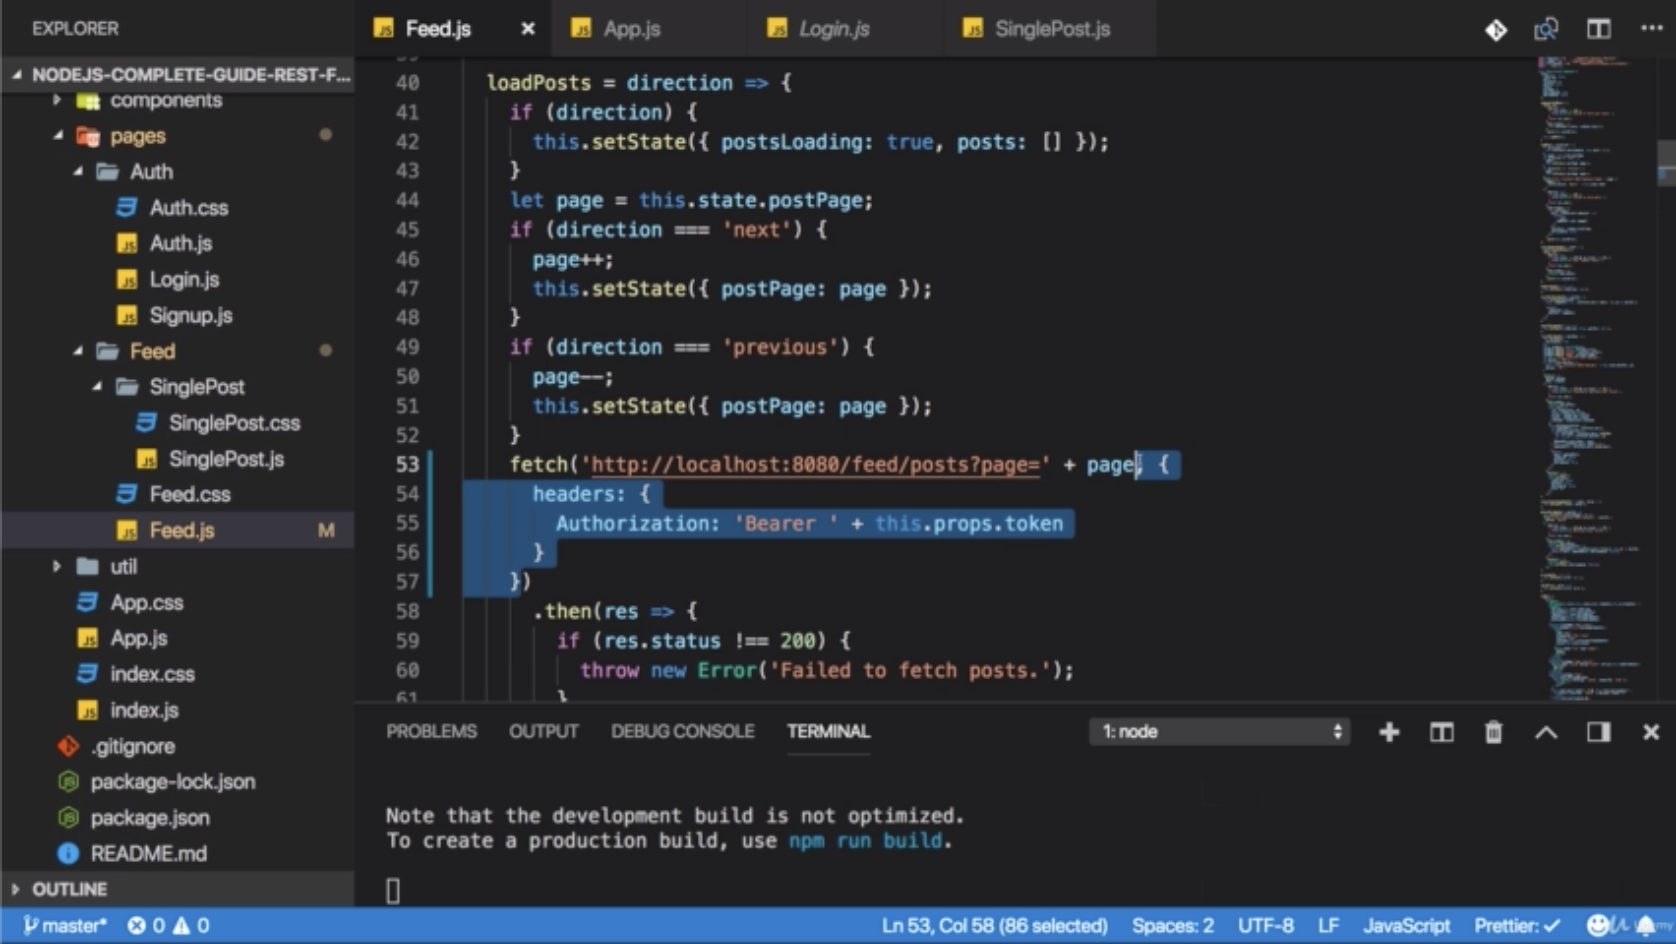 EXPLORER
NODEJS-COMPLETE-GUIDE-REST-F...
components
pages
Auth
Auth.css
Auth.js
Login.js
Signup.js
Feed
SinglePost
SinglePost.css
SinglePost.js
Feed.css
Feed.js M
util
App.css
App.js
index.css
index.js
.gitignore
package-lock.json
package.json
README.md
OUTLINE
Feed.js App.js Login.js SinglePost.js
40 loadPosts = direction => {
41 if (direction) {
42 this.setState({ postsLoading: true, posts: [] });
43 }
44 let page = this.state.postPage;
45 if (direction === 'next') {
46 page++;
47 this.setState({ postPage: page });
48 }
49 if (direction === 'previous') {
50 page--;
51 this.setState({ postPage: page });
52 }
53 fetch('http://localhost:8080/feed/posts?page=' + page, {
54 headers: {
55 Authorization: 'Bearer ' + this.props.token
56 }
57 })
58 .then(res => {
59 if (res.status !== 200) {
60 throw new Error('Failed to fetch posts.');
61 }
PROBLEMS OUTPUT DEBUG CONSOLE TERMINAL 1: node
Note that the development build is not optimized.
To create a production build, use npm run build.
master* 0 0 Ln 53, Col 58 (86 selected) Spaces: 2 UTF-8 LF JavaScript Prettier: ✓